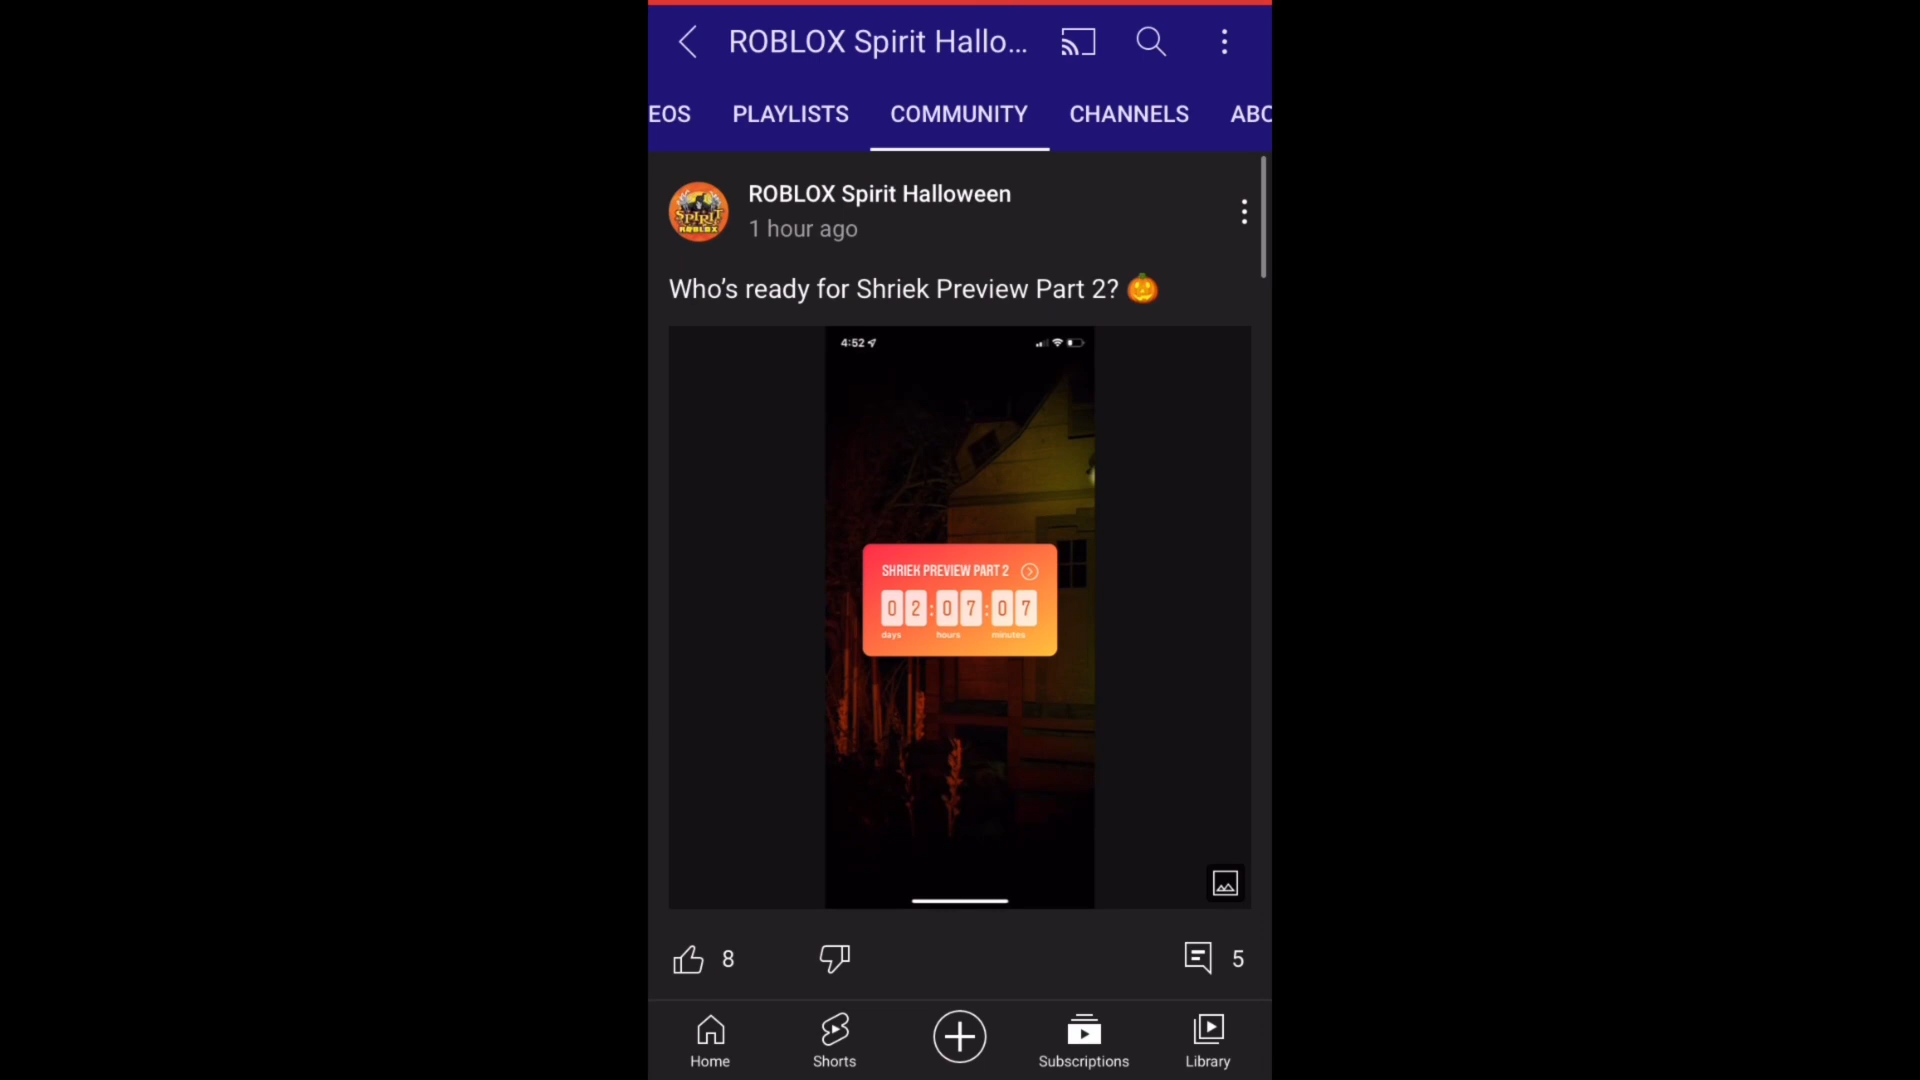 ROBLOX Spirit Hallo...
EOS PLAYLISTS COMMUNITY CHANNELS ABC
SPIRIT
ROBLOX
ROBLOX Spirit Halloween
1 hour ago
Who's ready for Shriek Preview Part 2? 🎃
4:52
SHRIEK PREVIEW PART 2
02:07:07
days hours minutes
8 5
Home Shorts Subscriptions Library